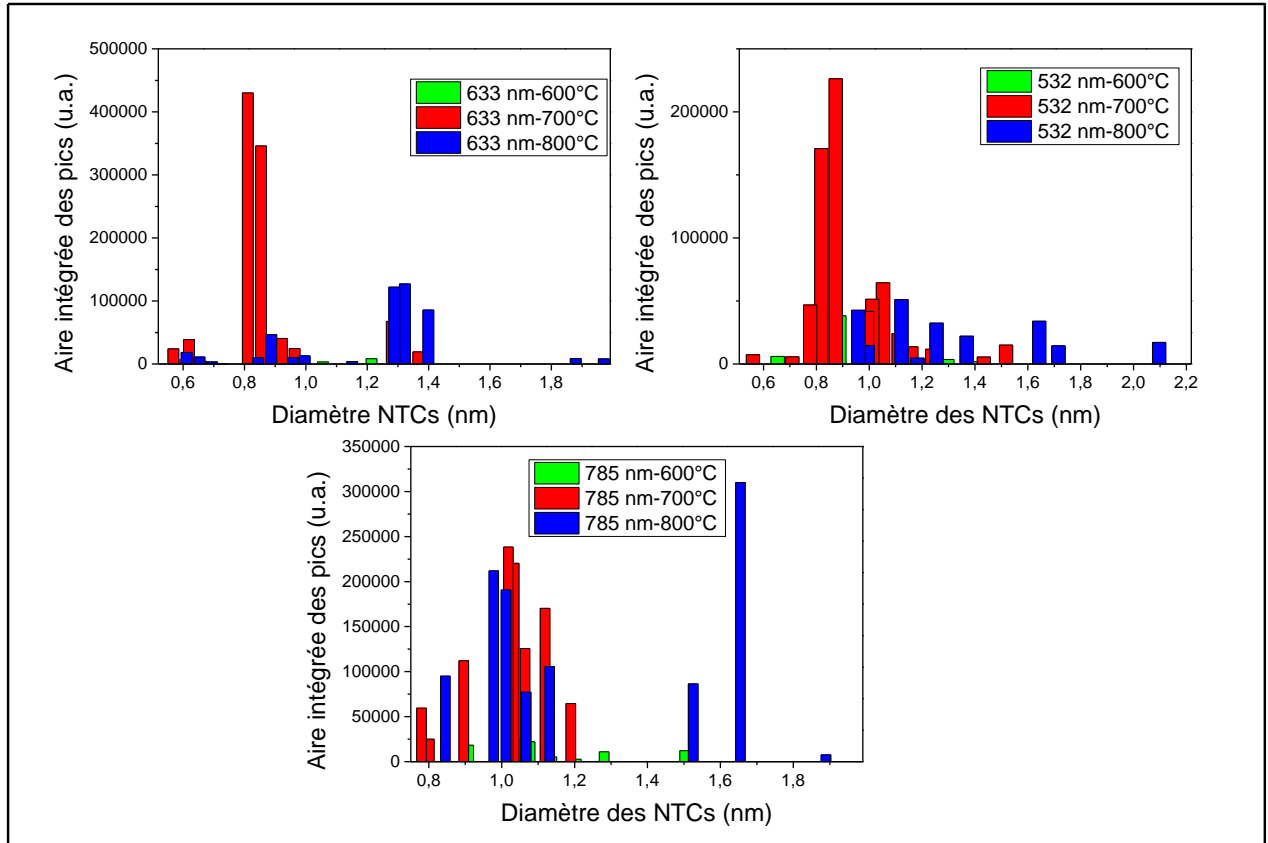 500000
400000
300000
200000
100000
0
Aire intégrée des pics (u.a.)
633 nm-600°C
633 nm-700°C
633 nm-800°C
0,6 0,8 1,0 1,2 1,4 1,6 1,8
Diamètre NTCs (nm)
200000
100000
0
Aire intégrée des pics (u.a.)
532 nm-600°C
532 nm-700°C
532 nm-800°C
0,6 0,8 1,0 1,2 1,4 1,6 1,8 2,0 2,2
Diamètre des NTCs (nm)
350000
300000
250000
200000
150000
100000
50000
0
Aire intégrée des pics (u.a.)
785 nm-600°C
785 nm-700°C
785 nm-800°C
0,8 1,0 1,2 1,4 1,6 1,8
Diamètre des NTCs (nm)